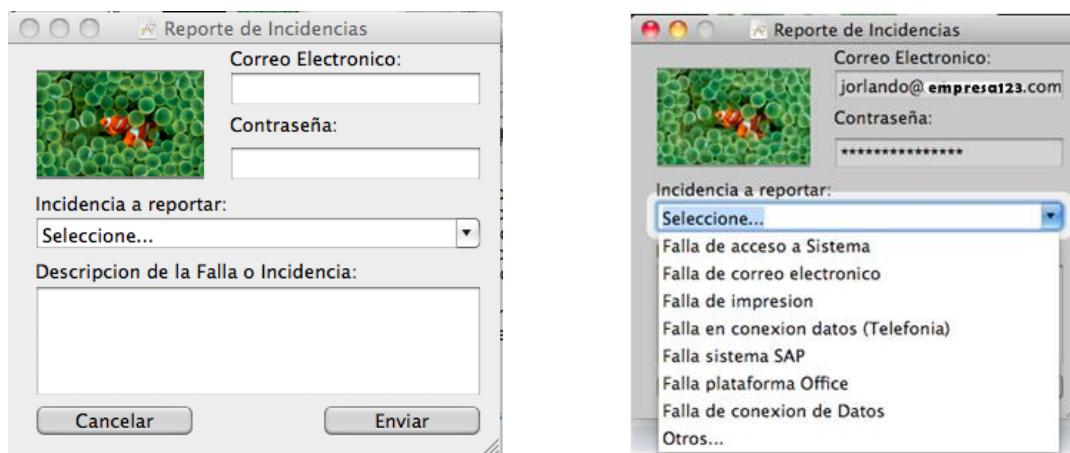 Reporte de Incidencias
Correo Electronico:
Contraseña:
Incidencia a reportar:
Seleccione...
Descripcion de la Falla o Incidencia:
Cancelar
Enviar
Reporte de Incidencias
Correo Electronico:
jorlando@empresa123.com
Contraseña:
***************
Incidencia a reportar:
Seleccione...
Falla de acceso a Sistema
Falla de correo electronico
Falla de impresion
Falla en conexion datos (Telefonia)
Falla sistema SAP
Falla plataforma Office
Falla de conexion de Datos
Otros...